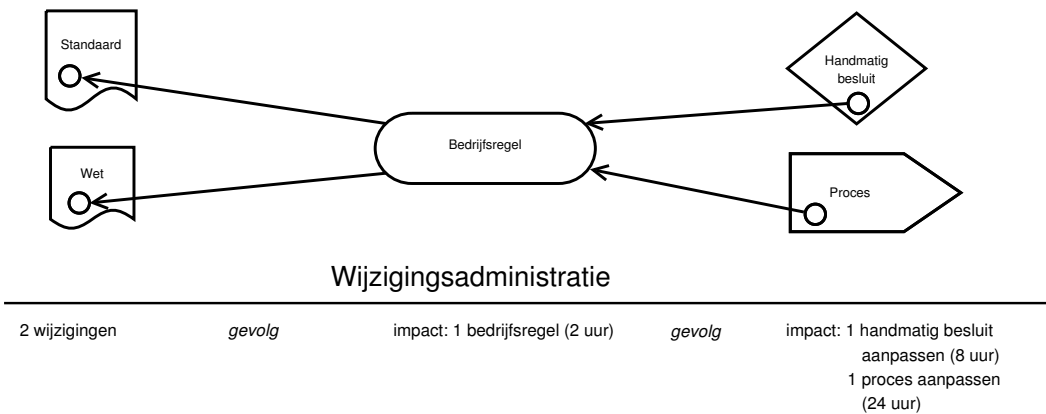 Standaard
Handmatig
besluit
Bedrijfsregel
Wet
Proces
Wijzigingsadministratie
2 wijzigingen gevolg impact: 1 bedrijfsregel (2 uur) gevolg impact: 1 handmatig besluit
aanpassen (8 uur)
1 proces aanpassen
(24 uur)